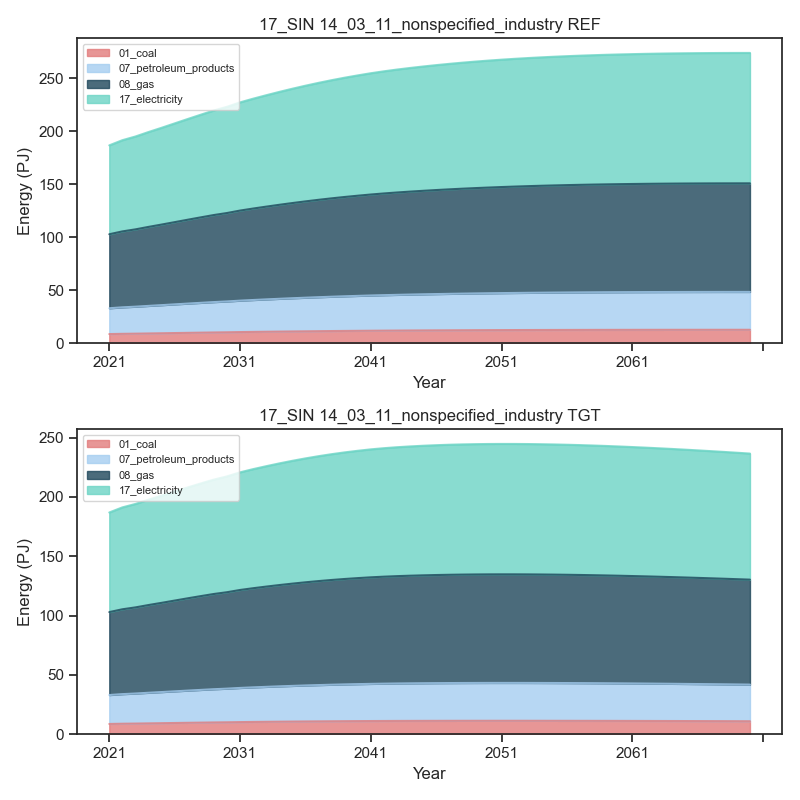 17_SIN 14_03_11_nonspecified_industry REF
01_coal
07_petroleum_products
08_gas
17_electricity
Energy (PJ)
250
200
150
100
50
0
2021 2031 2041 2051 2061
Year
17_SIN 14_03_11_nonspecified_industry TGT
01_coal
07_petroleum_products
08_gas
17_electricity
Energy (PJ)
250
200
150
100
50
0
2021 2031 2041 2051 2061
Year